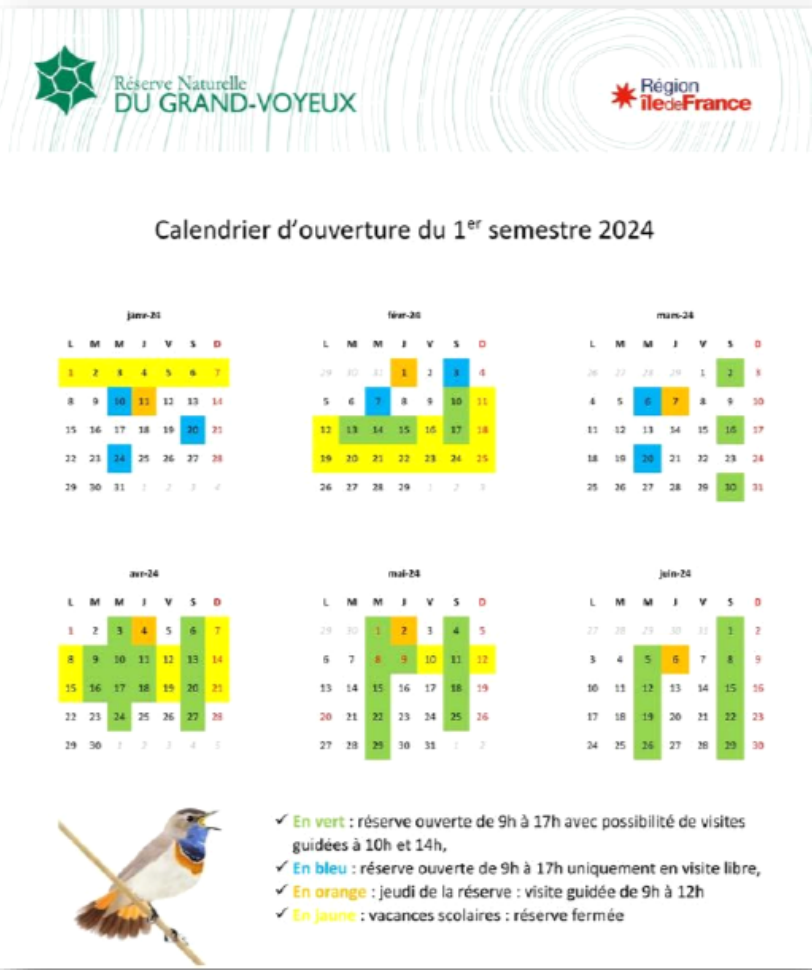 Réserve Naturelle
DU GRAND-VOYEUX
Région
îledeFrance
Calendrier d'ouverture du 1er semestre 2024
janv-24
L M M J V S D
1 2 3 4 5 6 7
8 9 10 11 12 13 14
15 16 17 18 19 20 21
22 23 24 25 26 27 28
29 30 31 1 2 3 4
févr-24
L M M J V S D
29 30 31 1 2 3 4
5 6 7 8 9 10 11
12 13 14 15 16 17 18
19 20 21 22 23 24 25
26 27 28 29 1 2 3
mars-24
L M M J V S D
26 27 28 29 1 2 3
4 5 6 7 8 9 10
11 12 13 14 15 16 17
18 19 20 21 22 23 24
25 26 27 28 29 30 31
avr-24
L M M J V S D
1 2 3 4 5 6 7
8 9 10 11 12 13 14
15 16 17 18 19 20 21
22 23 24 25 26 27 28
29 30 1 2 3 4 5
mai-24
L M M J V S D
29 30 1 2 3 4 5
6 7 8 9 10 11 12
13 14 15 16 17 18 19
20 21 22 23 24 25 26
27 28 29 30 31 1 2
juin-24
L M M J V S D
27 28 29 30 31 1 2
3 4 5 6 7 8 9
10 11 12 13 14 15 16
17 18 19 20 21 22 23
24 25 26 27 28 29 30
✓ En vert : réserve ouverte de 9h à 17h avec possibilité de visites
guidées à 10h et 14h,
✓ En bleu : réserve ouverte de 9h à 17h uniquement en visite libre,
✓ En orange : jeudi de la réserve : visite guidée de 9h à 12h
✓ En jaune : vacances scolaires : réserve fermée